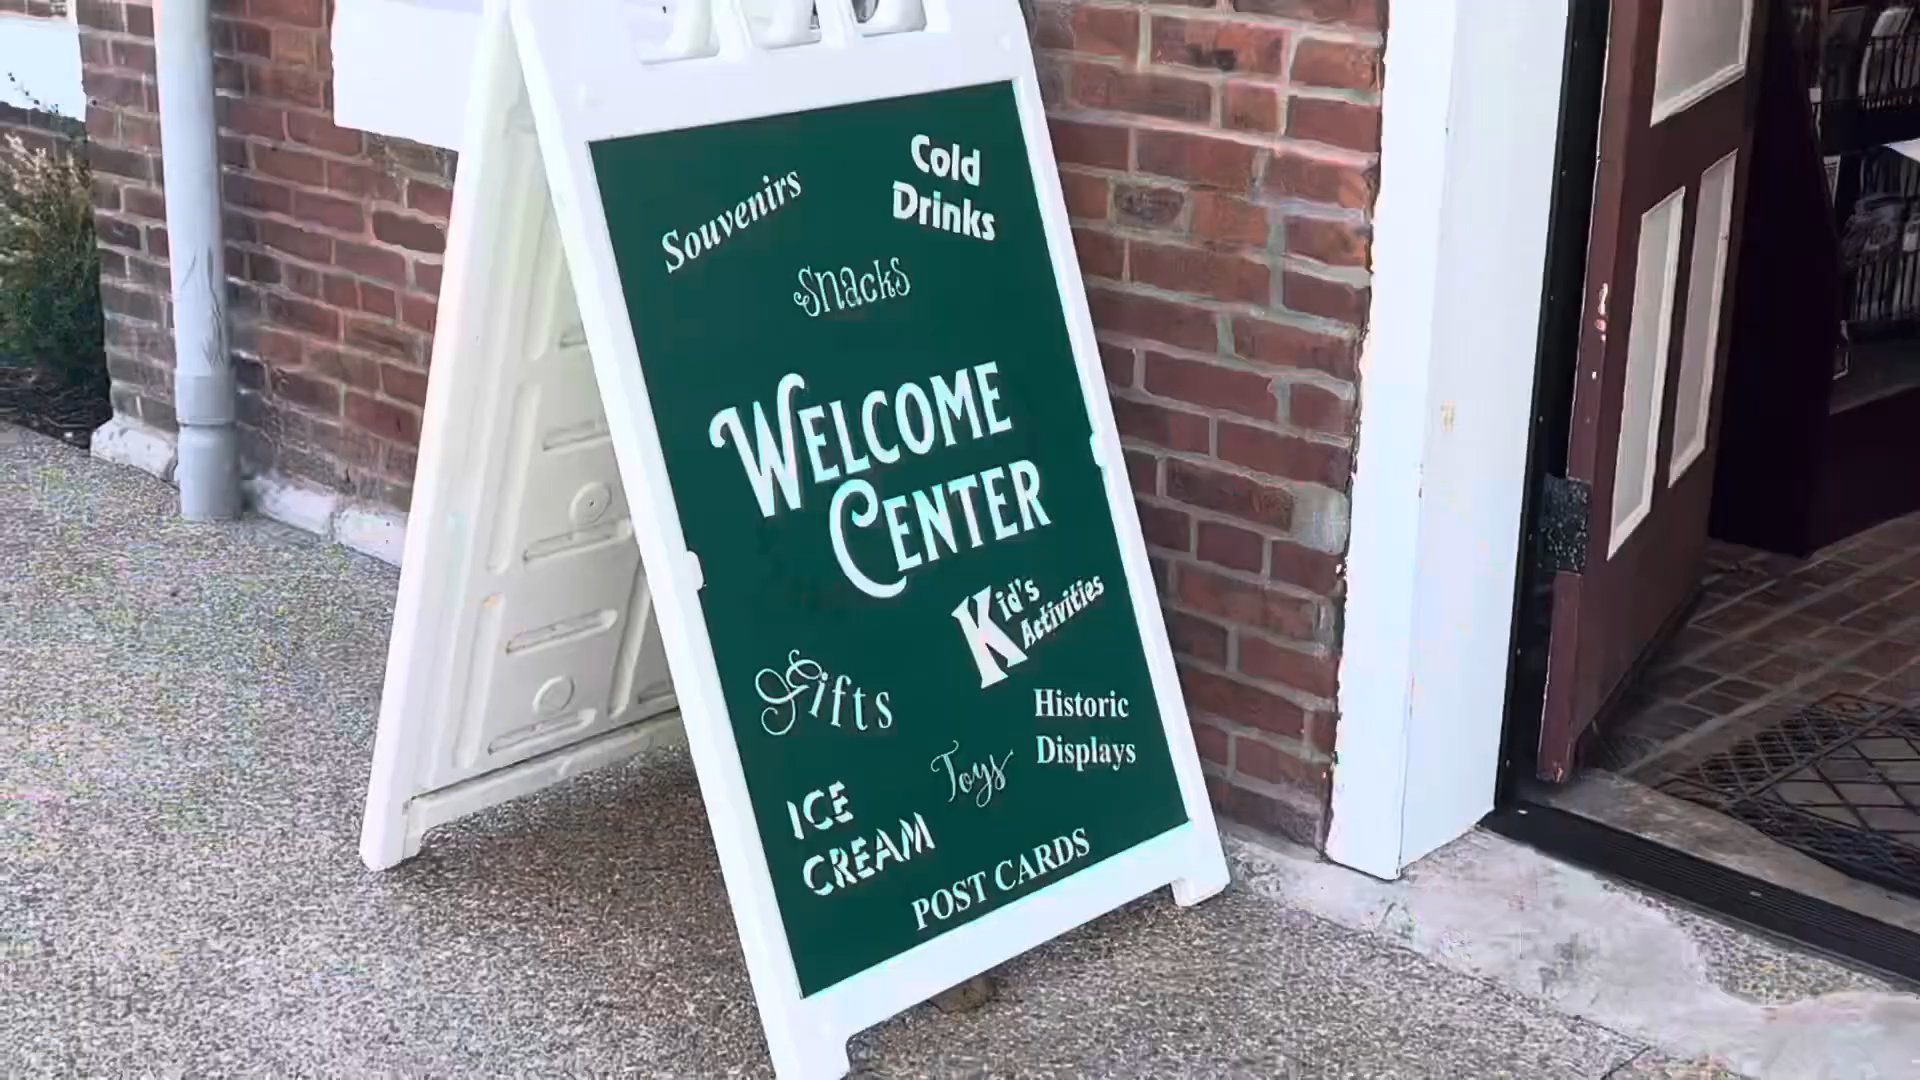 Souvenirs
Cold
Drinks
Snacks
WELCOME
CENTER
Kid's
Activities
Gifts
Historic
Displays
Toys
ICE
CREAM
POST CARDS